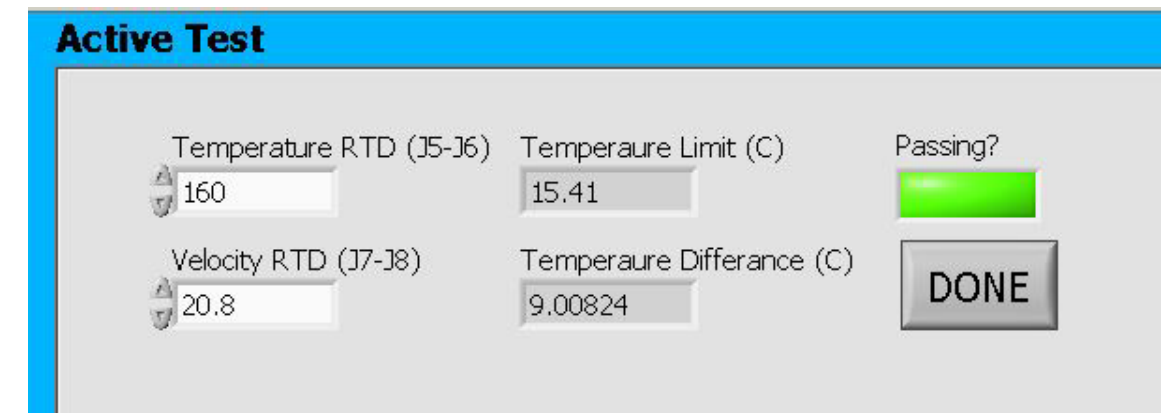 Active Test
Temperature RTD (J5-J6)
160
Temperaure Limit (C)
15.41
Passing?
Velocity RTD (J7-J8)
20.8
Temperaure Differance (C)
9.00824
DONE